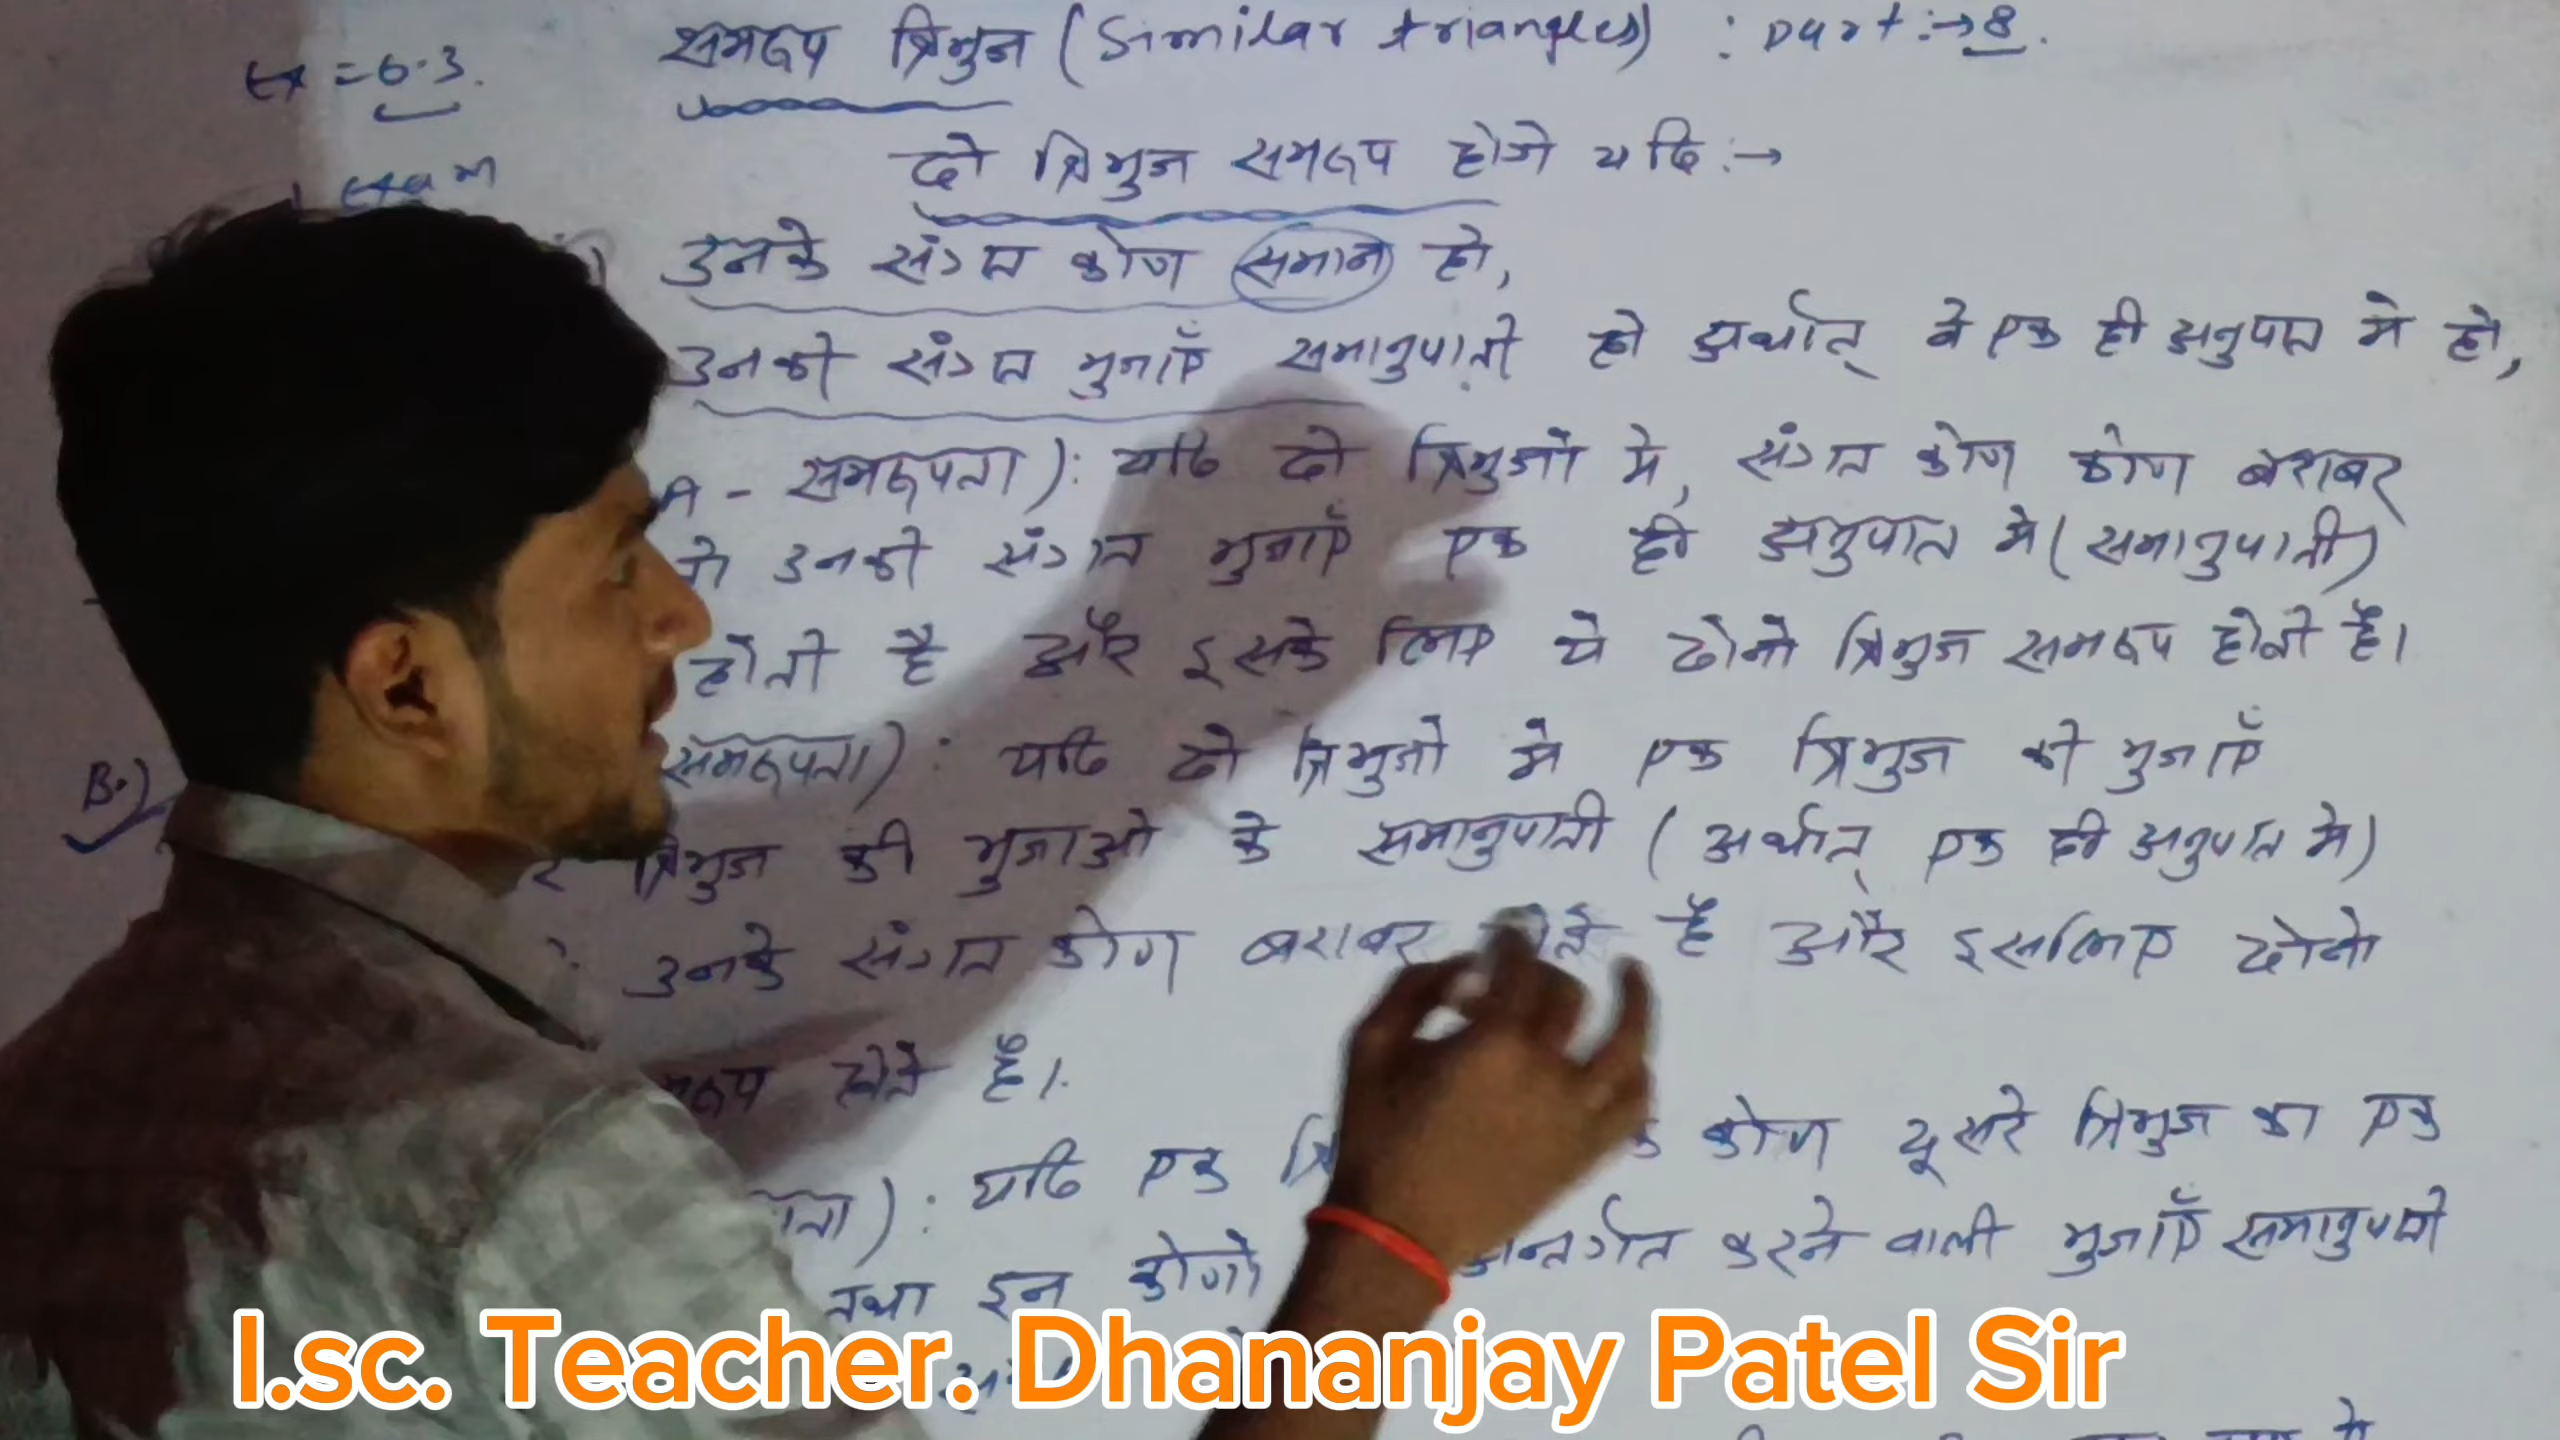 Ex = 6.3. समरूप त्रिभुज (Similar triangles) : Part :→ 8.
Exam दो त्रिभुज समरूप होगे यदि :→
उनके संगत कोण समान हो,
उनकी संगत भुजाएँ समानुपाती हो अर्थात् वे एक ही अनुपात मे हो,
A - समरूपता) : यदि दो त्रिभुजों मे, संगत कोण कोण बराबर
उनकी संगत भुजाएँ एक ही अनुपात मे (समानुपाती)
होती है और इसके लिए ये दोनो त्रिभुज समरूप होती है।
B.) समरूपता) : यदि दो त्रिभुजो मे एक त्रिभुज की भुजाएँ
त्रिभुज की भुजाओ के समानुपाती (अर्थात् एक ही अनुपात मे)
उनके संगत कोण बराबर होते है और इसलिए दोनो
होते है।
यदि एक कोण दूसरे त्रिभुज का एक
तथा इन कोणो अन्तर्गत करने वाली भुजाएँ समानुपाती
I.sc. Teacher. Dhananjay Patel Sir